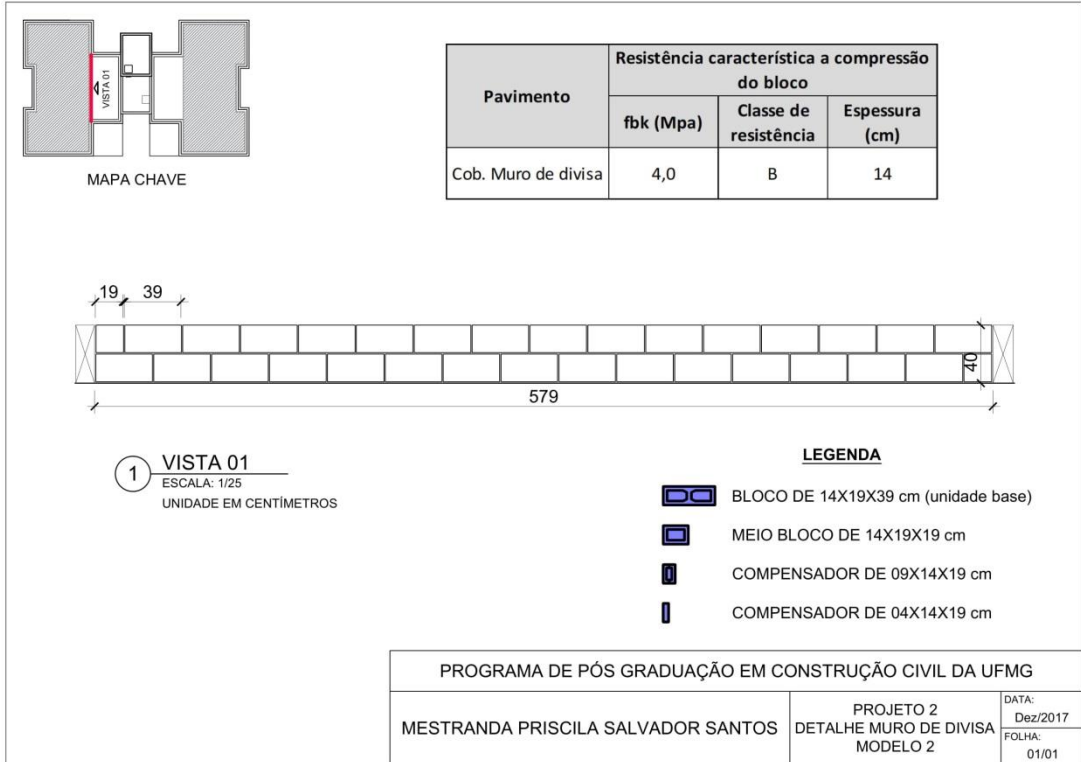 VISTA 01
MAPA CHAVE
Pavimento
Resistência característica a compressão
do bloco
fbk (Mpa)
Classe de
resistência
Espessura
(cm)
Cob. Muro de divisa
4,0
B
14
19
39
40
579
1
VISTA 01
ESCALA: 1/25
UNIDADE EM CENTÍMETROS
LEGENDA
BLOCO DE 14X19X39 cm (unidade base)
MEIO BLOCO DE 14X19X19 cm
COMPENSADOR DE 09X14X19 cm
COMPENSADOR DE 04X14X19 cm
PROGRAMA DE PÓS GRADUAÇÃO EM CONSTRUÇÃO CIVIL DA UFMG
MESTRANDA PRISCILA SALVADOR SANTOS
PROJETO 2
DETALHE MURO DE DIVISA
MODELO 2
DATA:
Dez/2017
FOLHA:
01/01